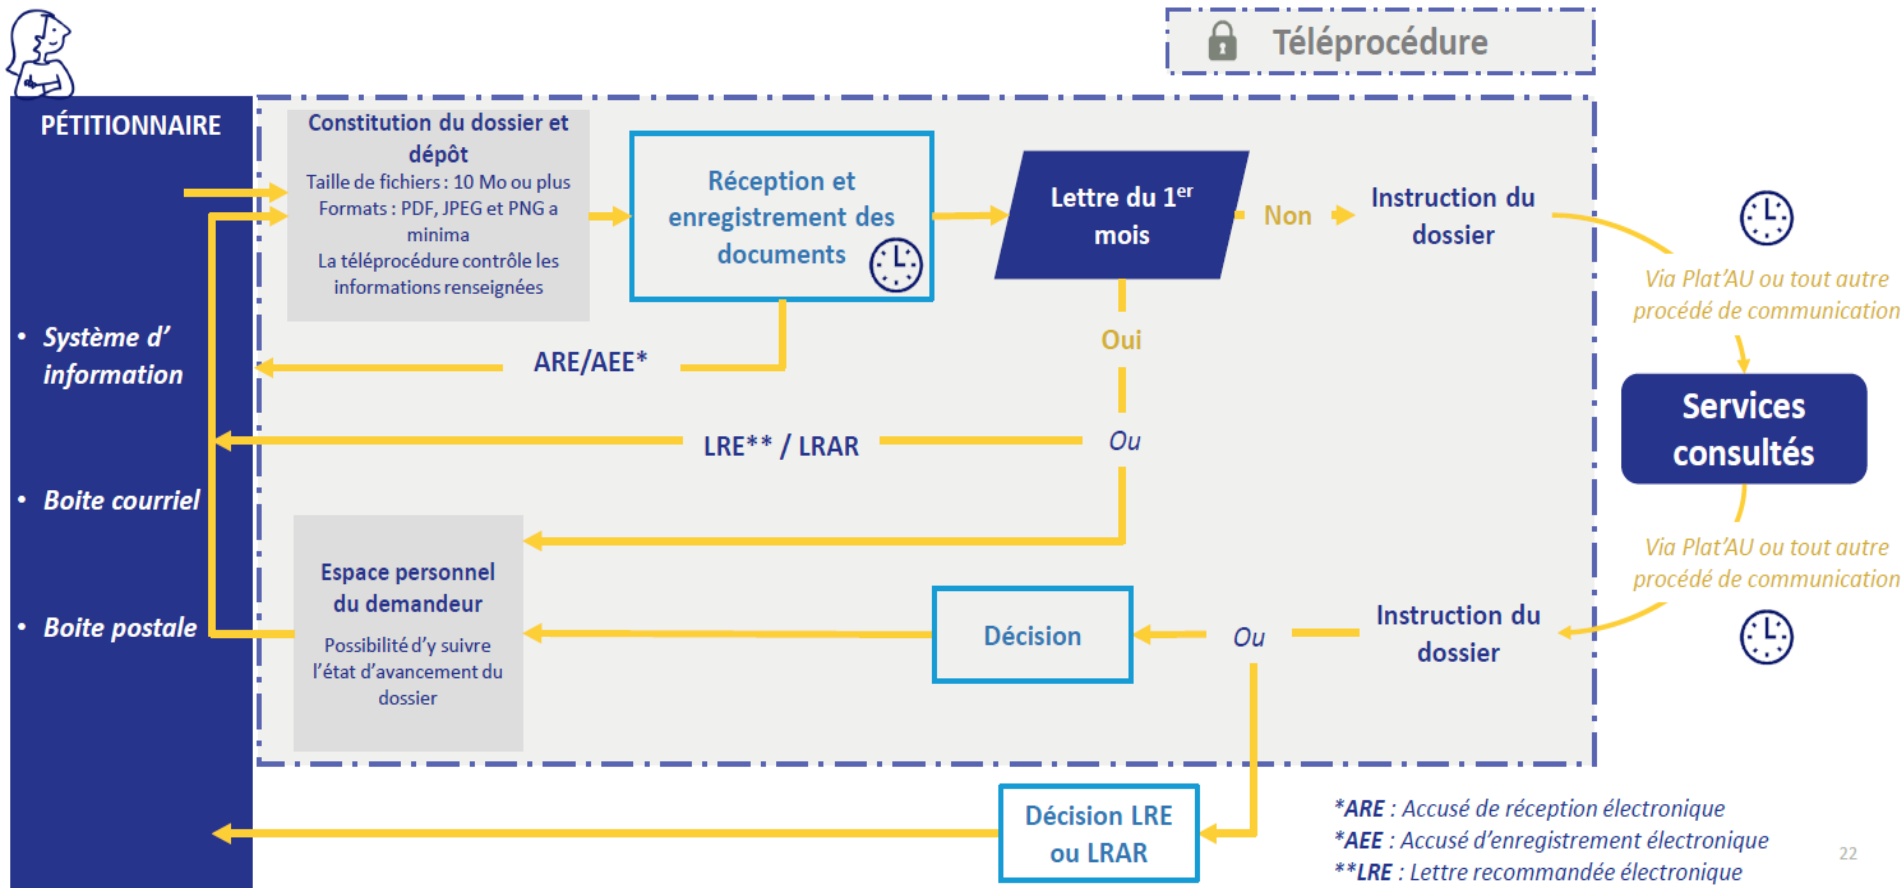 Téléprocédure
PÉTITIONNAIRE
• Système d’
information
• Boite courriel
• Boite postale
Constitution du dossier et
dépôt
Taille de fichiers : 10 Mo ou plus
Formats : PDF, JPEG et PNG a
minima
La téléprocédure contrôle les
informations renseignées
Réception et
enregistrement des
documents
Lettre du 1er
mois
Non
Instruction du
dossier
Via Plat’AU ou tout autre
procédé de communication
Oui
ARE/AEE*
Services
consultés
LRE** / LRAR
Ou
Via Plat’AU ou tout autre
procédé de communication
Espace personnel
du demandeur
Possibilité d’y suivre
l’état d’avancement du
dossier
Décision
Ou
Instruction du
dossier
Décision LRE
ou LRAR
*ARE : Accusé de réception électronique
*AEE : Accusé d’enregistrement électronique
**LRE : Lettre recommandée électronique
22